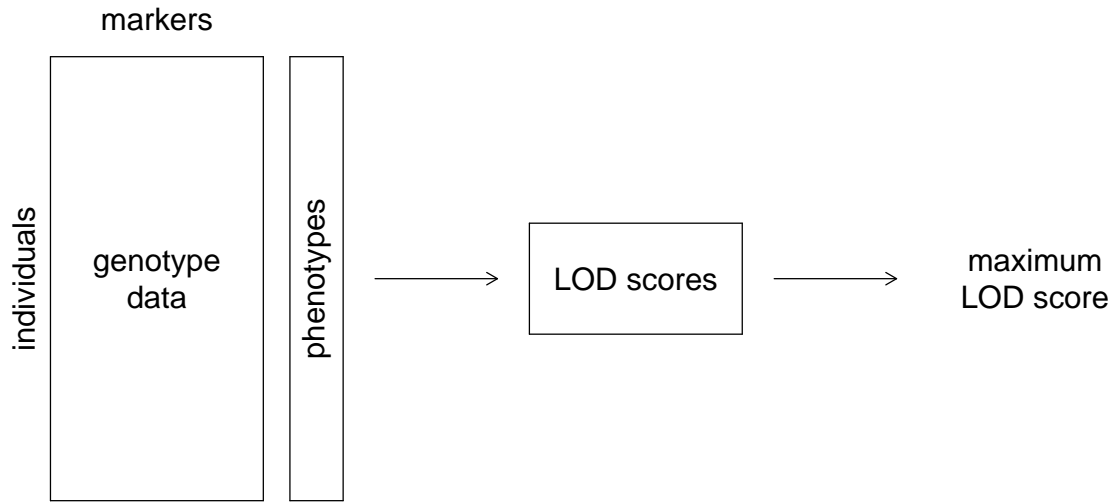 markers
individuals
genotype
data
phenotypes
LOD scores
maximum
LOD score